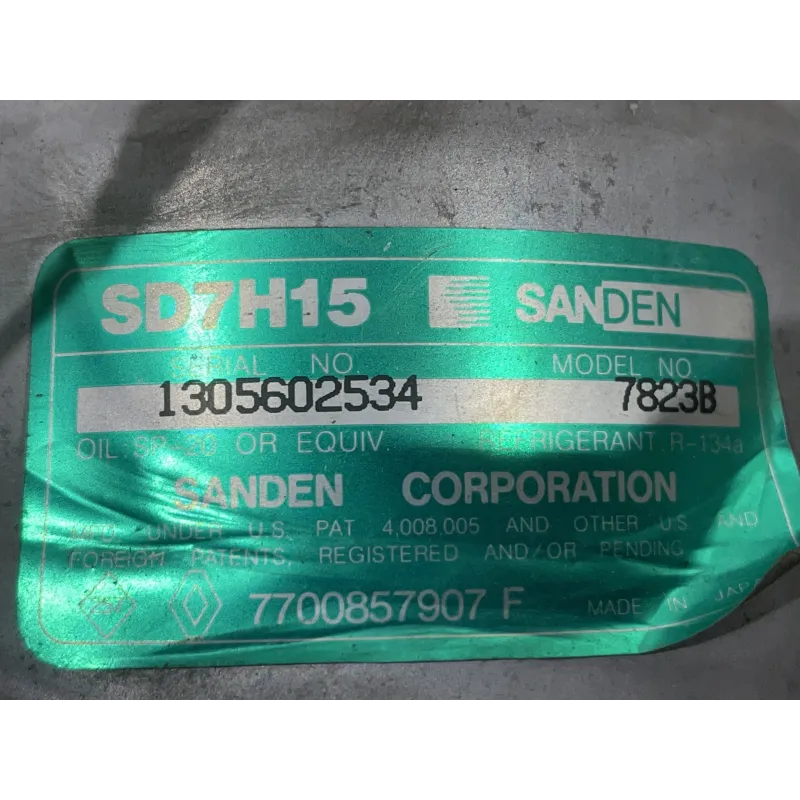 SD7H15 SANDEN
SERIAL NO. MODEL NO.
1305602534 7823B
OIL SP-20 OR EQUIV. REFRIGERANT R-134a
SANDEN CORPORATION
MFD. UNDER U.S. PAT 4,008,005 AND OTHER U.S. AND
FOREIGN PATENTS, REGISTERED AND/OR PENDING
7700857907 F MADE IN JAPA